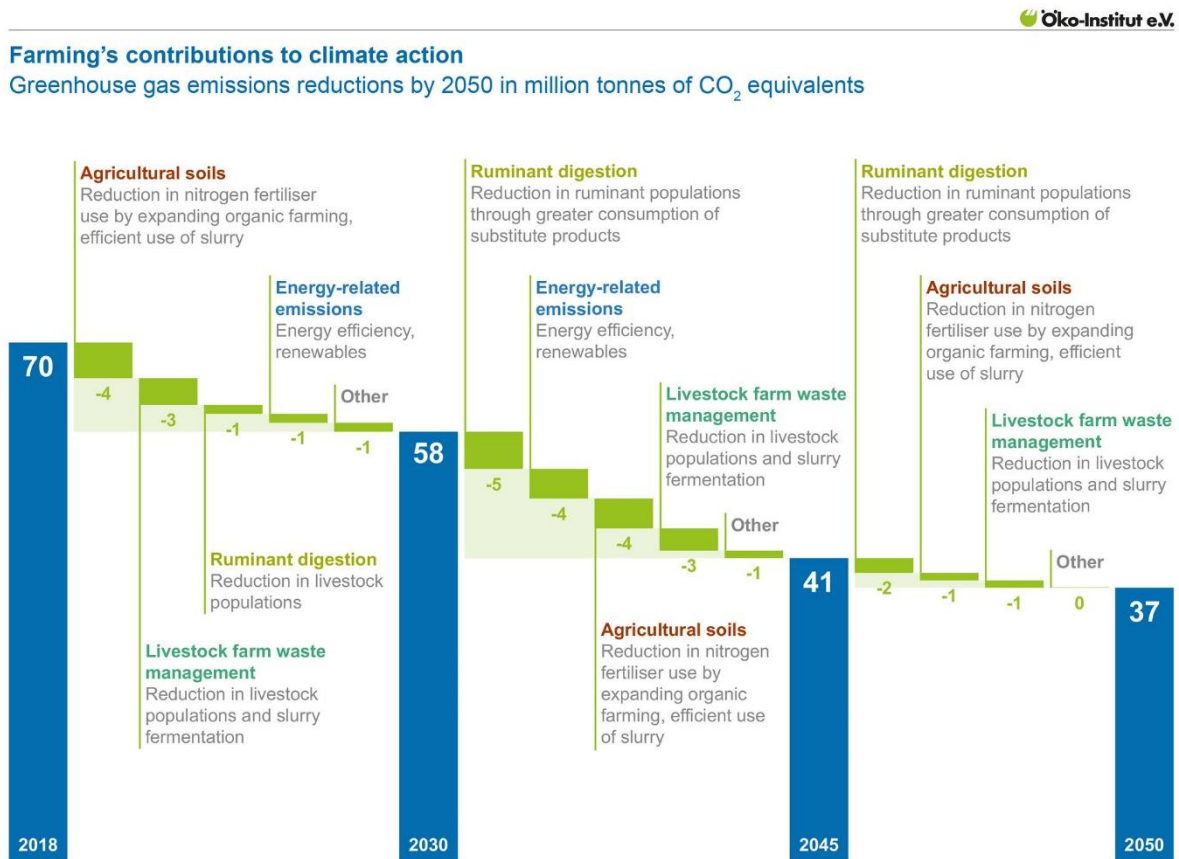 Öko-Institut e.V.
Farming's contributions to climate action
Greenhouse gas emissions reductions by 2050 in million tonnes of CO₂ equivalents
Agricultural soils
Reduction in nitrogen fertiliser
use by expanding organic farming,
efficient use of slurry
Energy-related
emissions
Energy efficiency,
renewables
Other
70
-4
-3
-1
-1
-1
Ruminant digestion
Reduction in livestock
populations
Livestock farm waste
management
Reduction in livestock
populations and slurry
fermentation
2018
Ruminant digestion
Reduction in ruminant populations
through greater consumption of
substitute products
Energy-related
emissions
Energy efficiency,
renewables
Livestock farm waste
management
Reduction in livestock
populations and slurry
fermentation
Other
58
-5
-4
-4
-3
-1
Agricultural soils
Reduction in nitrogen
fertiliser use by
expanding organic
farming, efficient use
of slurry
2030
Ruminant digestion
Reduction in ruminant populations
through greater consumption of
substitute products
Agricultural soils
Reduction in nitrogen
fertiliser use by expanding
organic farming, efficient
use of slurry
Livestock farm waste
management
Reduction in livestock
populations and slurry
fermentation
Other
41
-2
-1
-1
0
37
2045
2050